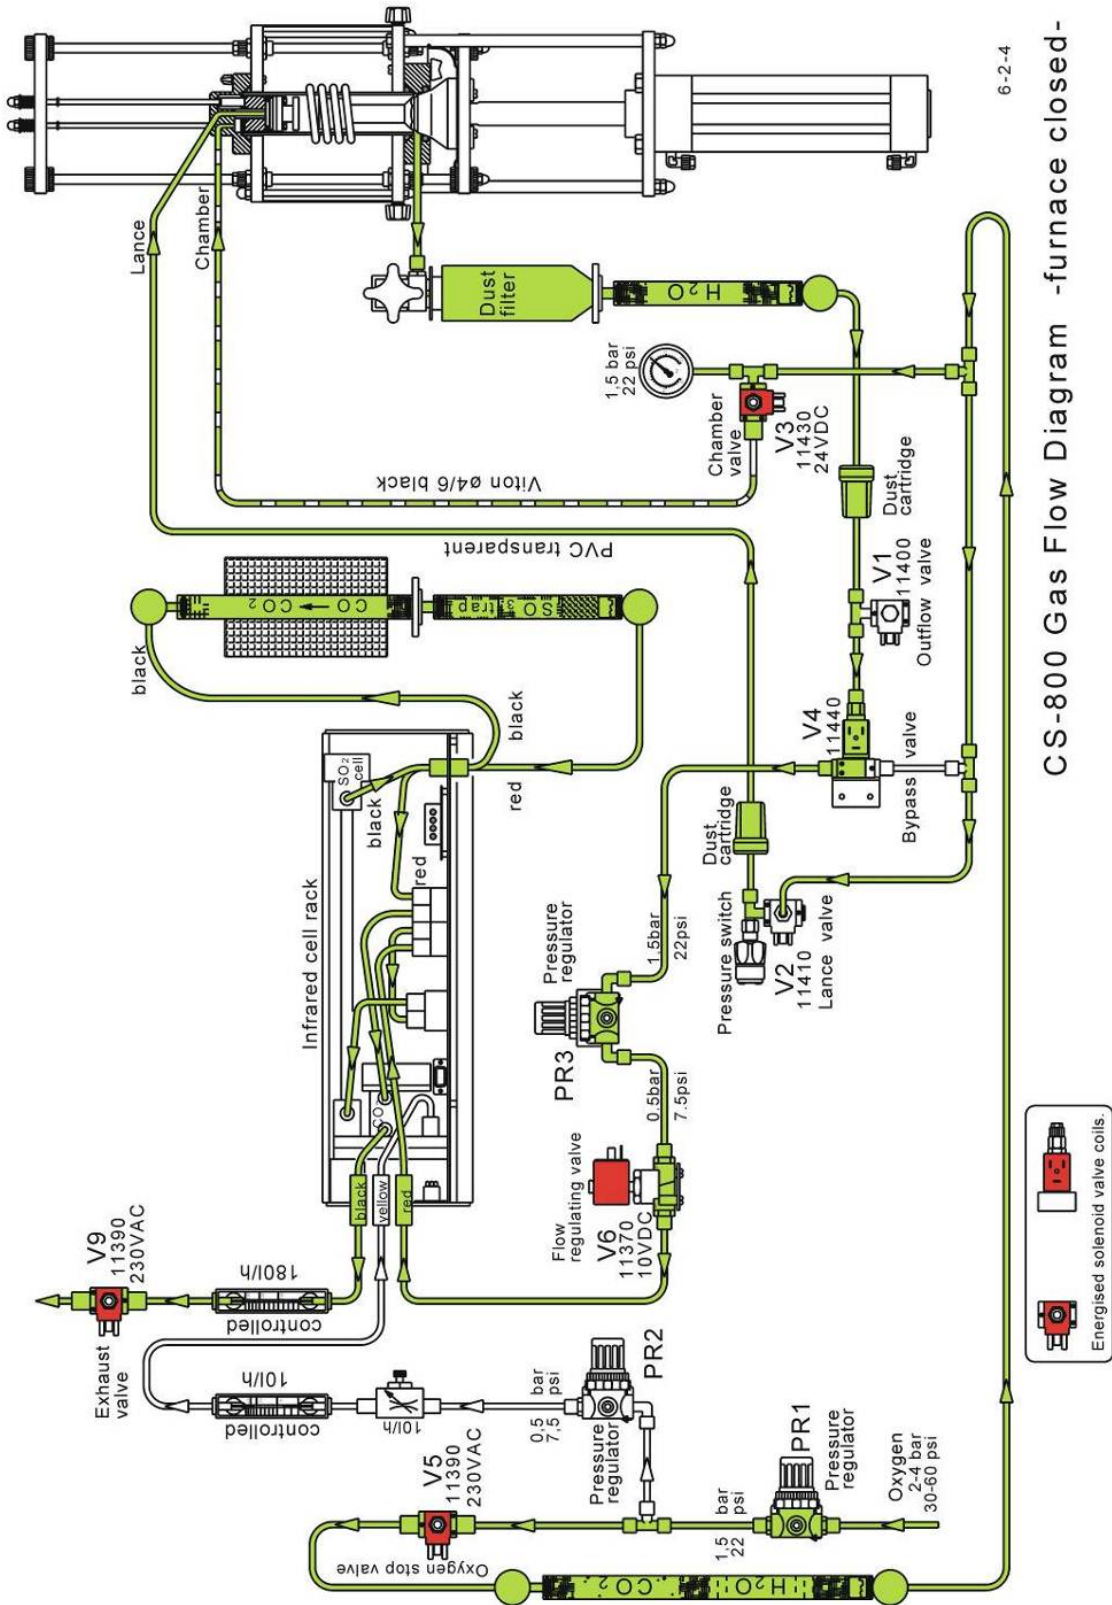 CS-800 Gas Flow Diagram -furnace closed-
6-2-4
Lance
Chamber
Dust
filter
H₂O
1,5 bar
22 psi
Chamber
valve
V3
11430
24VDC
Viton ø4/6 black
PVC transparent
Dust
cartridge
V1
11400
Outflow valve
V4
11440
Bypass valve
Dust
cartridge
Pressure switch
V2
11410
Lance valve
CO → CO₂
SO₃
trap
black
black
red
SO₂
cell
black
red
Infrared cell rack
CO₂
black
yellow
red
1,5bar
22psi
Pressure
regulator
PR3
0.5bar
7.5psi
Flow
regulating valve
V6
11370
10VDC
V9
11390
230VAC
Exhaust
valve
180l/h
controlled
10l/h
controlled
10l/h
0,5 bar
7,5 psi
PR2
Pressure
regulator
V5
11390
230VAC
Oxygen stop valve
1,5 bar
22 psi
PR1
Pressure
regulator
Oxygen
2-4 bar
30-60 psi
CO₂
H₂O
Energised solenoid valve coils.